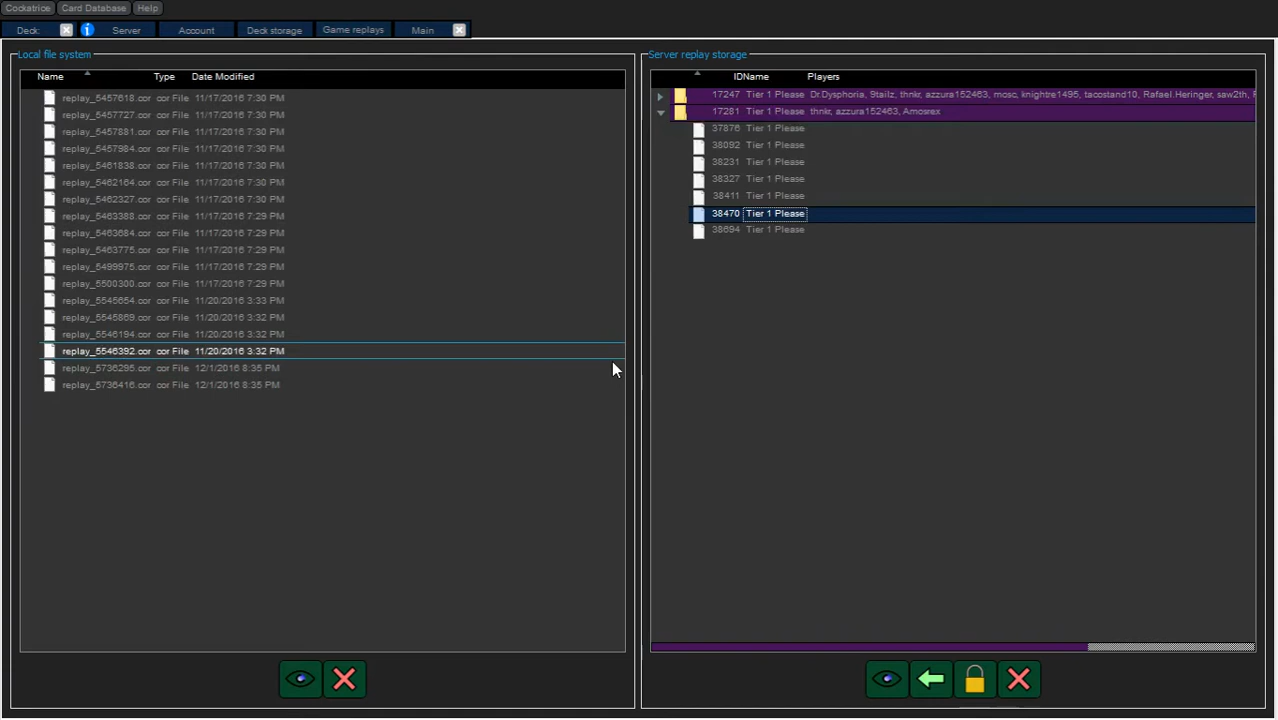 Cockatrice Card Database Help
Deck: Server Account Deck storage Game replays Main
Local file system
Name Type Date Modified
replay_5457618.cor cor File 11/17/2016 7:30 PM
replay_5457727.cor cor File 11/17/2016 7:30 PM
replay_5457881.cor cor File 11/17/2016 7:30 PM
replay_5457984.cor cor File 11/17/2016 7:30 PM
replay_5461838.cor cor File 11/17/2016 7:30 PM
replay_5462164.cor cor File 11/17/2016 7:30 PM
replay_5462327.cor cor File 11/17/2016 7:30 PM
replay_5463388.cor cor File 11/17/2016 7:29 PM
replay_5463684.cor cor File 11/17/2016 7:29 PM
replay_5463775.cor cor File 11/17/2016 7:29 PM
replay_5499975.cor cor File 11/17/2016 7:29 PM
replay_5500300.cor cor File 11/17/2016 7:29 PM
replay_5545654.cor cor File 11/20/2016 3:33 PM
replay_5545869.cor cor File 11/20/2016 3:32 PM
replay_5546194.cor cor File 11/20/2016 3:32 PM
replay_5546392.cor cor File 11/20/2016 3:32 PM
replay_5736295.cor cor File 12/1/2016 8:35 PM
replay_5736416.cor cor File 12/1/2016 8:35 PM
Server replay storage
ID Name Players
17247 Tier 1 Please Dr.Dysphoria, 9tailz, thnkr, azzura152463, mosc, knightre1495, tacostand10, Rafael.Heringer, saw2th,
17281 Tier 1 Please thnkr, azzura152463, Amosrex
37876 Tier 1 Please
38092 Tier 1 Please
38231 Tier 1 Please
38327 Tier 1 Please
38411 Tier 1 Please
38470 Tier 1 Please
38694 Tier 1 Please